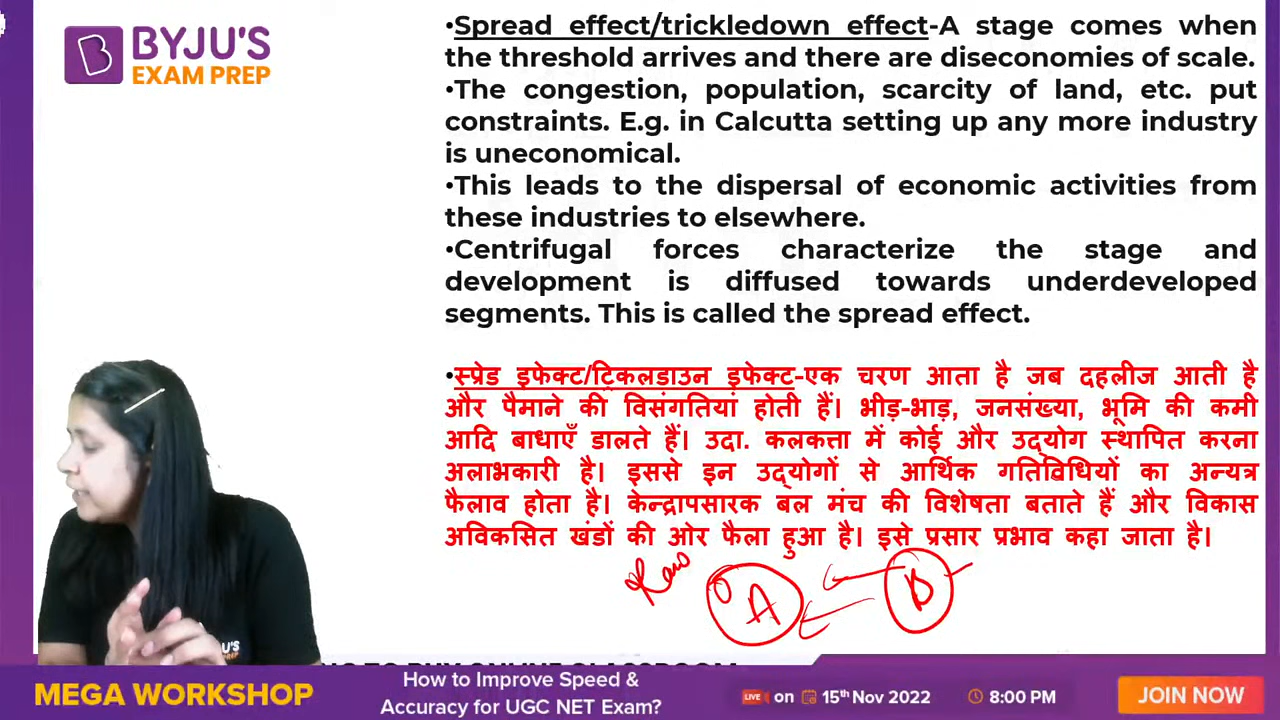 BYJU'S
EXAM PREP
•Spread effect/trickledown effect-A stage comes when
the threshold arrives and there are diseconomies of scale.
•The congestion, population, scarcity of land, etc. put
constraints. E.g. in Calcutta setting up any more industry
is uneconomical.
•This leads to the dispersal of economic activities from
these industries to elsewhere.
•Centrifugal forces characterize the stage and
development is diffused towards underdeveloped
segments. This is called the spread effect.
•स्प्रेड इफेक्ट/ट्रिकलडाउन इफेक्ट-एक चरण आता है जब दहलीज आती है
और पैमाने की विसंगतियां होती हैं। भीड़-भाड़, जनसंख्या, भूमि की कमी
आदि बाधाएँ डालते हैं। उदा. कलकत्ता में कोई और उद्योग स्थापित करना
अलाभकारी है। इससे इन उद्योगों से आर्थिक गतिविधियों का अन्यत्र
फैलाव होता है। केन्द्रापसारक बल मंच की विशेषता बताते हैं और विकास
अविकसित खंडों की ओर फैला हुआ है। इसे प्रसार प्रभाव कहा जाता है।
A
B
MEGA WORKSHOP
How to Improve Speed &
Accuracy for UGC NET Exam?
LIVE on 15th Nov 2022 8:00 PM
JOIN NOW